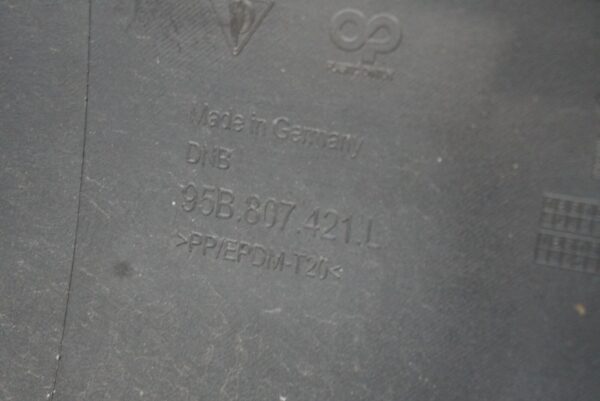 Made in Germany
DNB
95B.807.421.L
>PP/EPDM-T20<